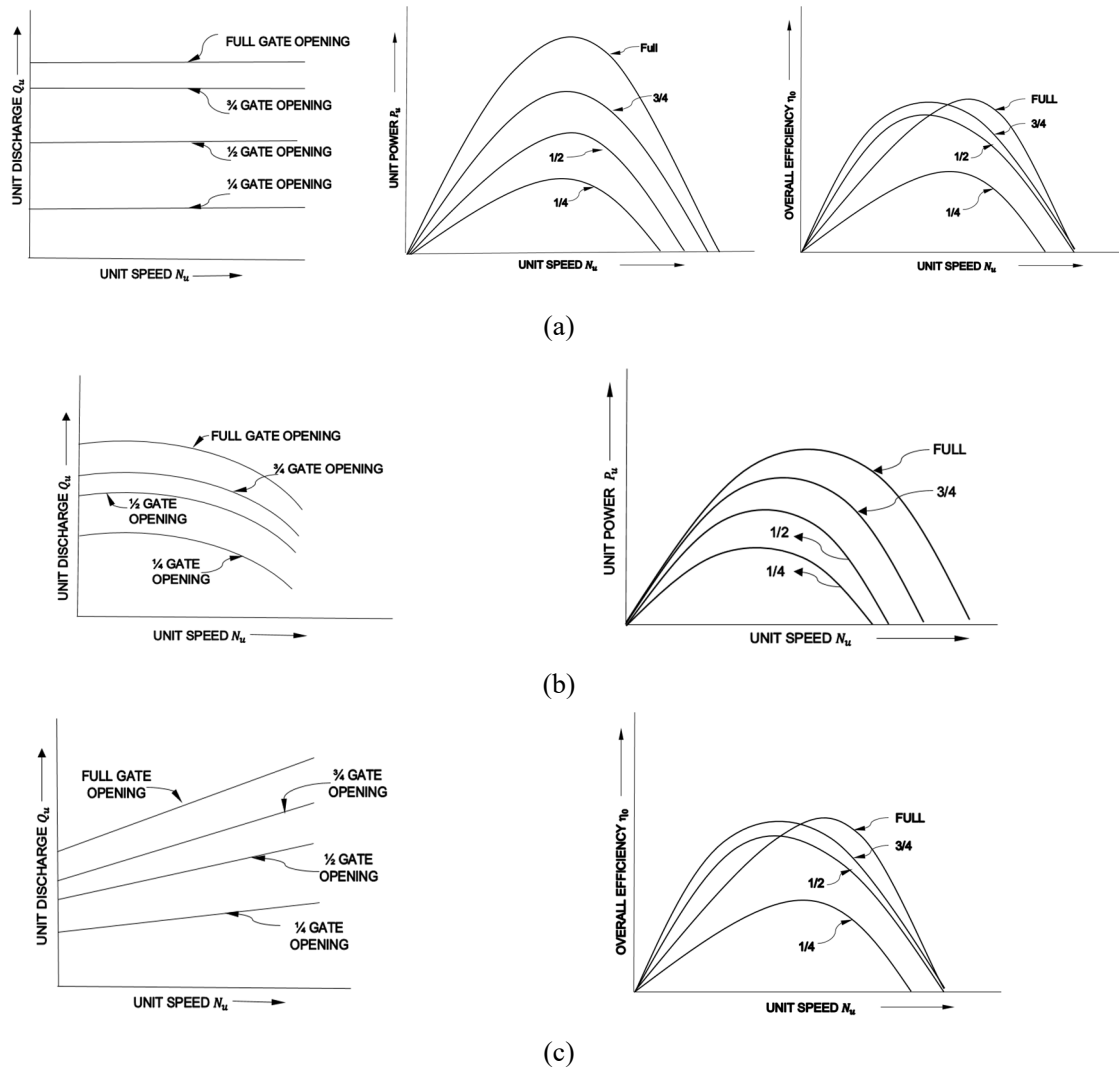 UNIT DISCHARGE Qu
FULL GATE OPENING
¾ GATE OPENING
½ GATE OPENING
¼ GATE OPENING
UNIT SPEED Nu
UNIT POWER Pu
Full
3/4
1/2
1/4
UNIT SPEED Nu
OVERALL EFFICIENCY η0
FULL
3/4
1/2
1/4
UNIT SPEED Nu
(a)
UNIT DISCHARGE Qu
FULL GATE OPENING
¾ GATE OPENING
½ GATE
OPENING
¼ GATE
OPENING
UNIT SPEED Nu
UNIT POWER Pu
FULL
3/4
1/2
1/4
UNIT SPEED Nu
(b)
UNIT DISCHARGE Qu
FULL GATE
OPENING
¾ GATE
OPENING
½ GATE
OPENING
¼ GATE
OPENING
UNIT SPEED Nu
OVERALL EFFICIENCY η0
FULL
3/4
1/2
1/4
UNIT SPEED Nu
(c)